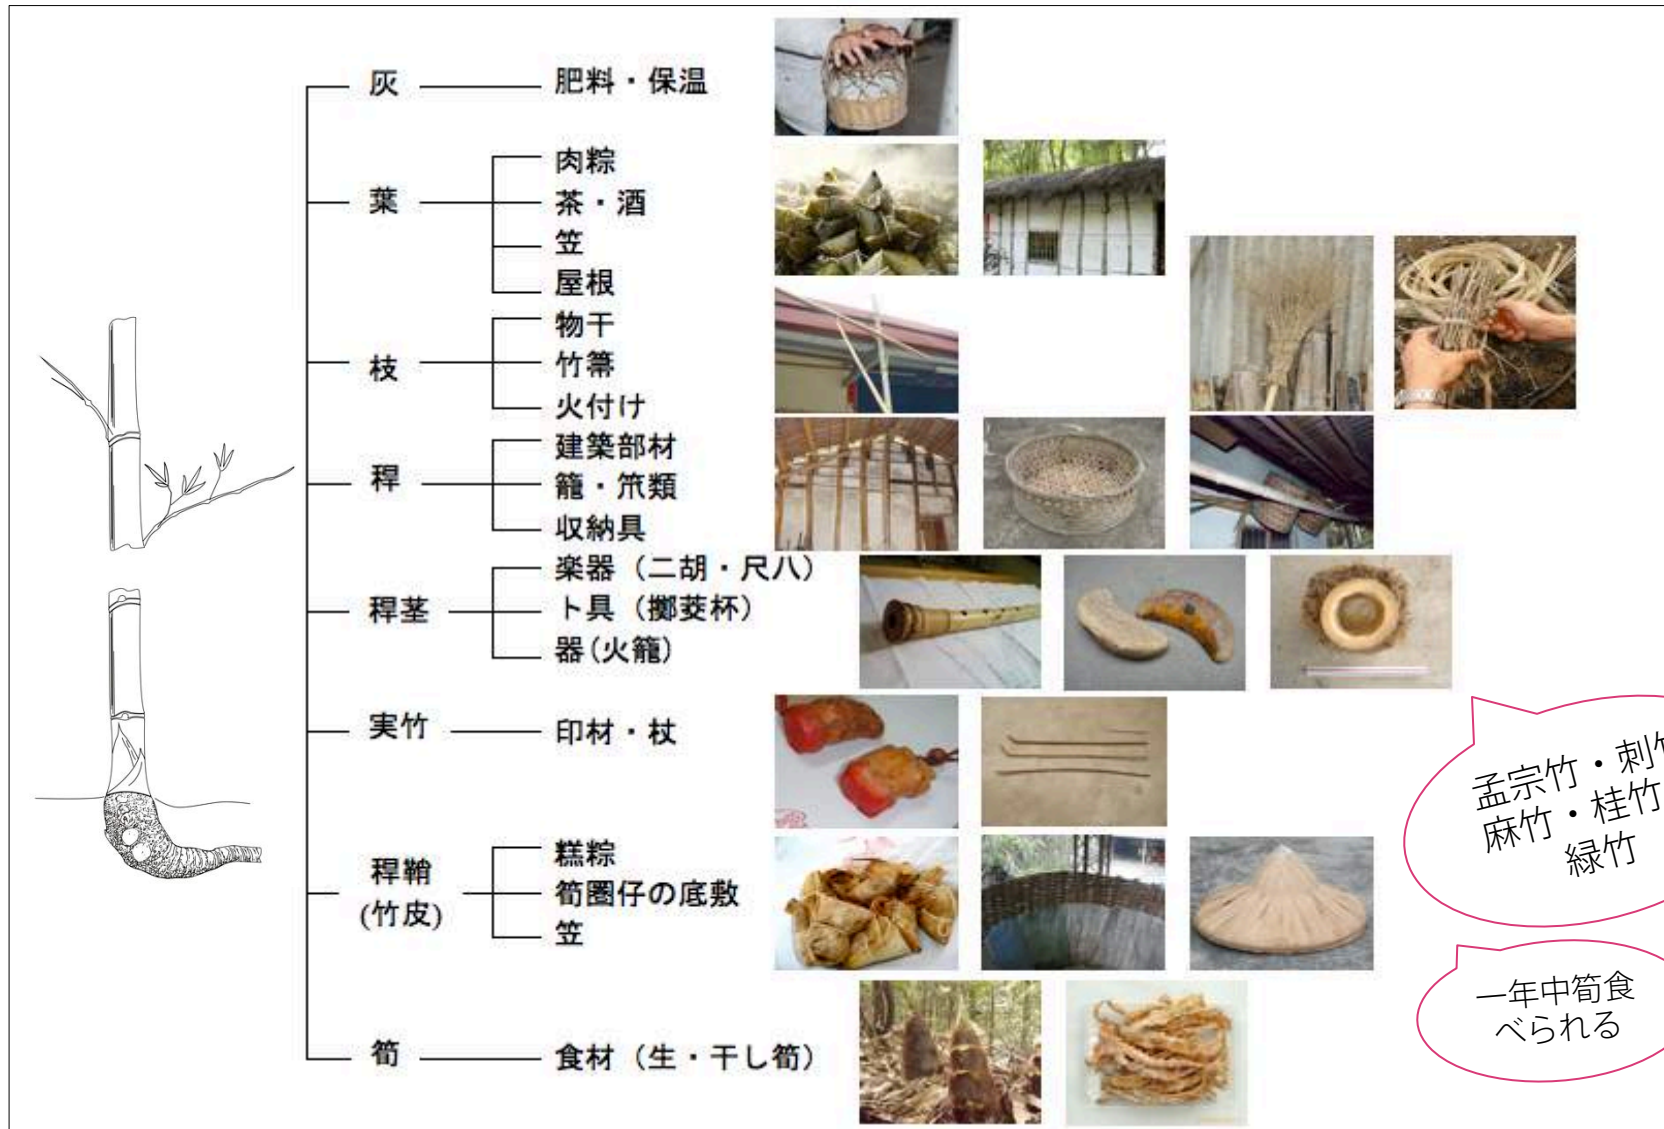 灰
肥料・保温
葉
肉粽
茶・酒
笠
屋根
枝
物干
竹箒
火付け
稈
建築部材
籠・笊類
収納具
稈茎
楽器（二胡・尺八）
ト具（擲菱杯）
器(火籠)
実竹
印材・杖
稈鞘
(竹皮)
糕粽
筍圈仔の底敷
笠
筍
食材（生・干し筍）
孟宗竹・刺竹
麻竹・桂竹
緑竹
一年中筍食
べられる